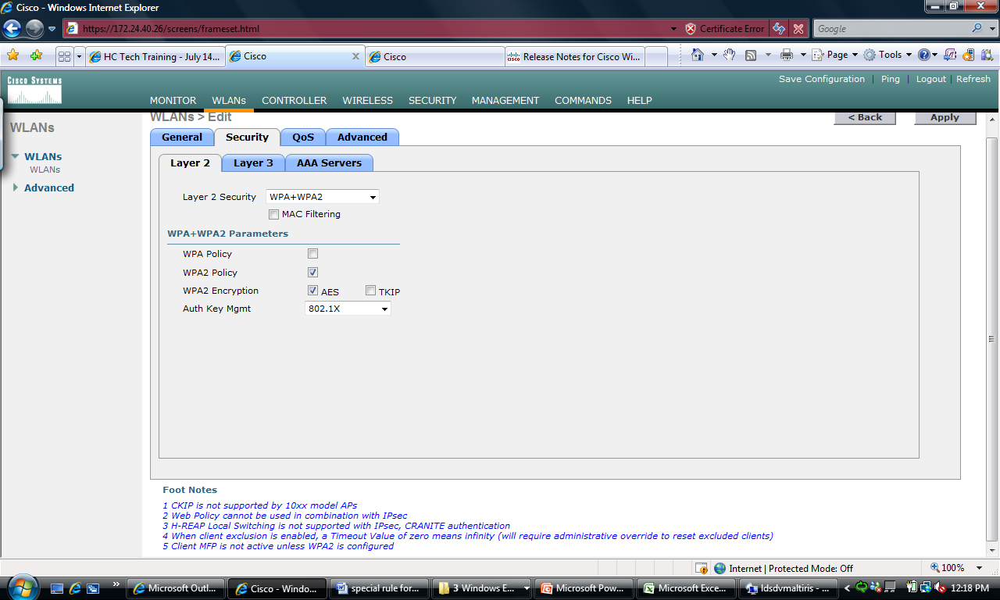 Cisco - Windows Internet Explorer
https://172.24.40.26/screens/frameset.html
Certificate Error
Google
HC Tech Training - July 14...
Cisco
Cisco
Release Notes for Cisco Wi...
Page
Tools
CISCO SYSTEMS
Save Configuration | Ping | Logout | Refresh
MONITOR WLANs CONTROLLER WIRELESS SECURITY MANAGEMENT COMMANDS HELP
WLANs
WLANs
WLANs
Advanced
WLANs > Edit
< Back
Apply
General Security QoS Advanced
Layer 2 Layer 3 AAA Servers
Layer 2 Security WPA+WPA2
MAC Filtering
WPA+WPA2 Parameters
WPA Policy
WPA2 Policy
WPA2 Encryption AES TKIP
Auth Key Mgmt 802.1X
Foot Notes
1 CKIP is not supported by 10xx model APs
2 Web Policy cannot be used in combination with IPsec
3 H-REAP Local Switching is not supported with IPsec, CRANITE authentication
4 When client exclusion is enabled, a Timeout Value of zero means infinity (will require administrative override to reset excluded clients)
5 Client MFP is not active unless WPA2 is configured
Internet | Protected Mode: Off
100%
Microsoft Outl...
Cisco - Windo...
special rule for...
3 Windows E...
Microsoft Pow...
Microsoft Exce...
ldsdvmaltiris - ...
12:18 PM